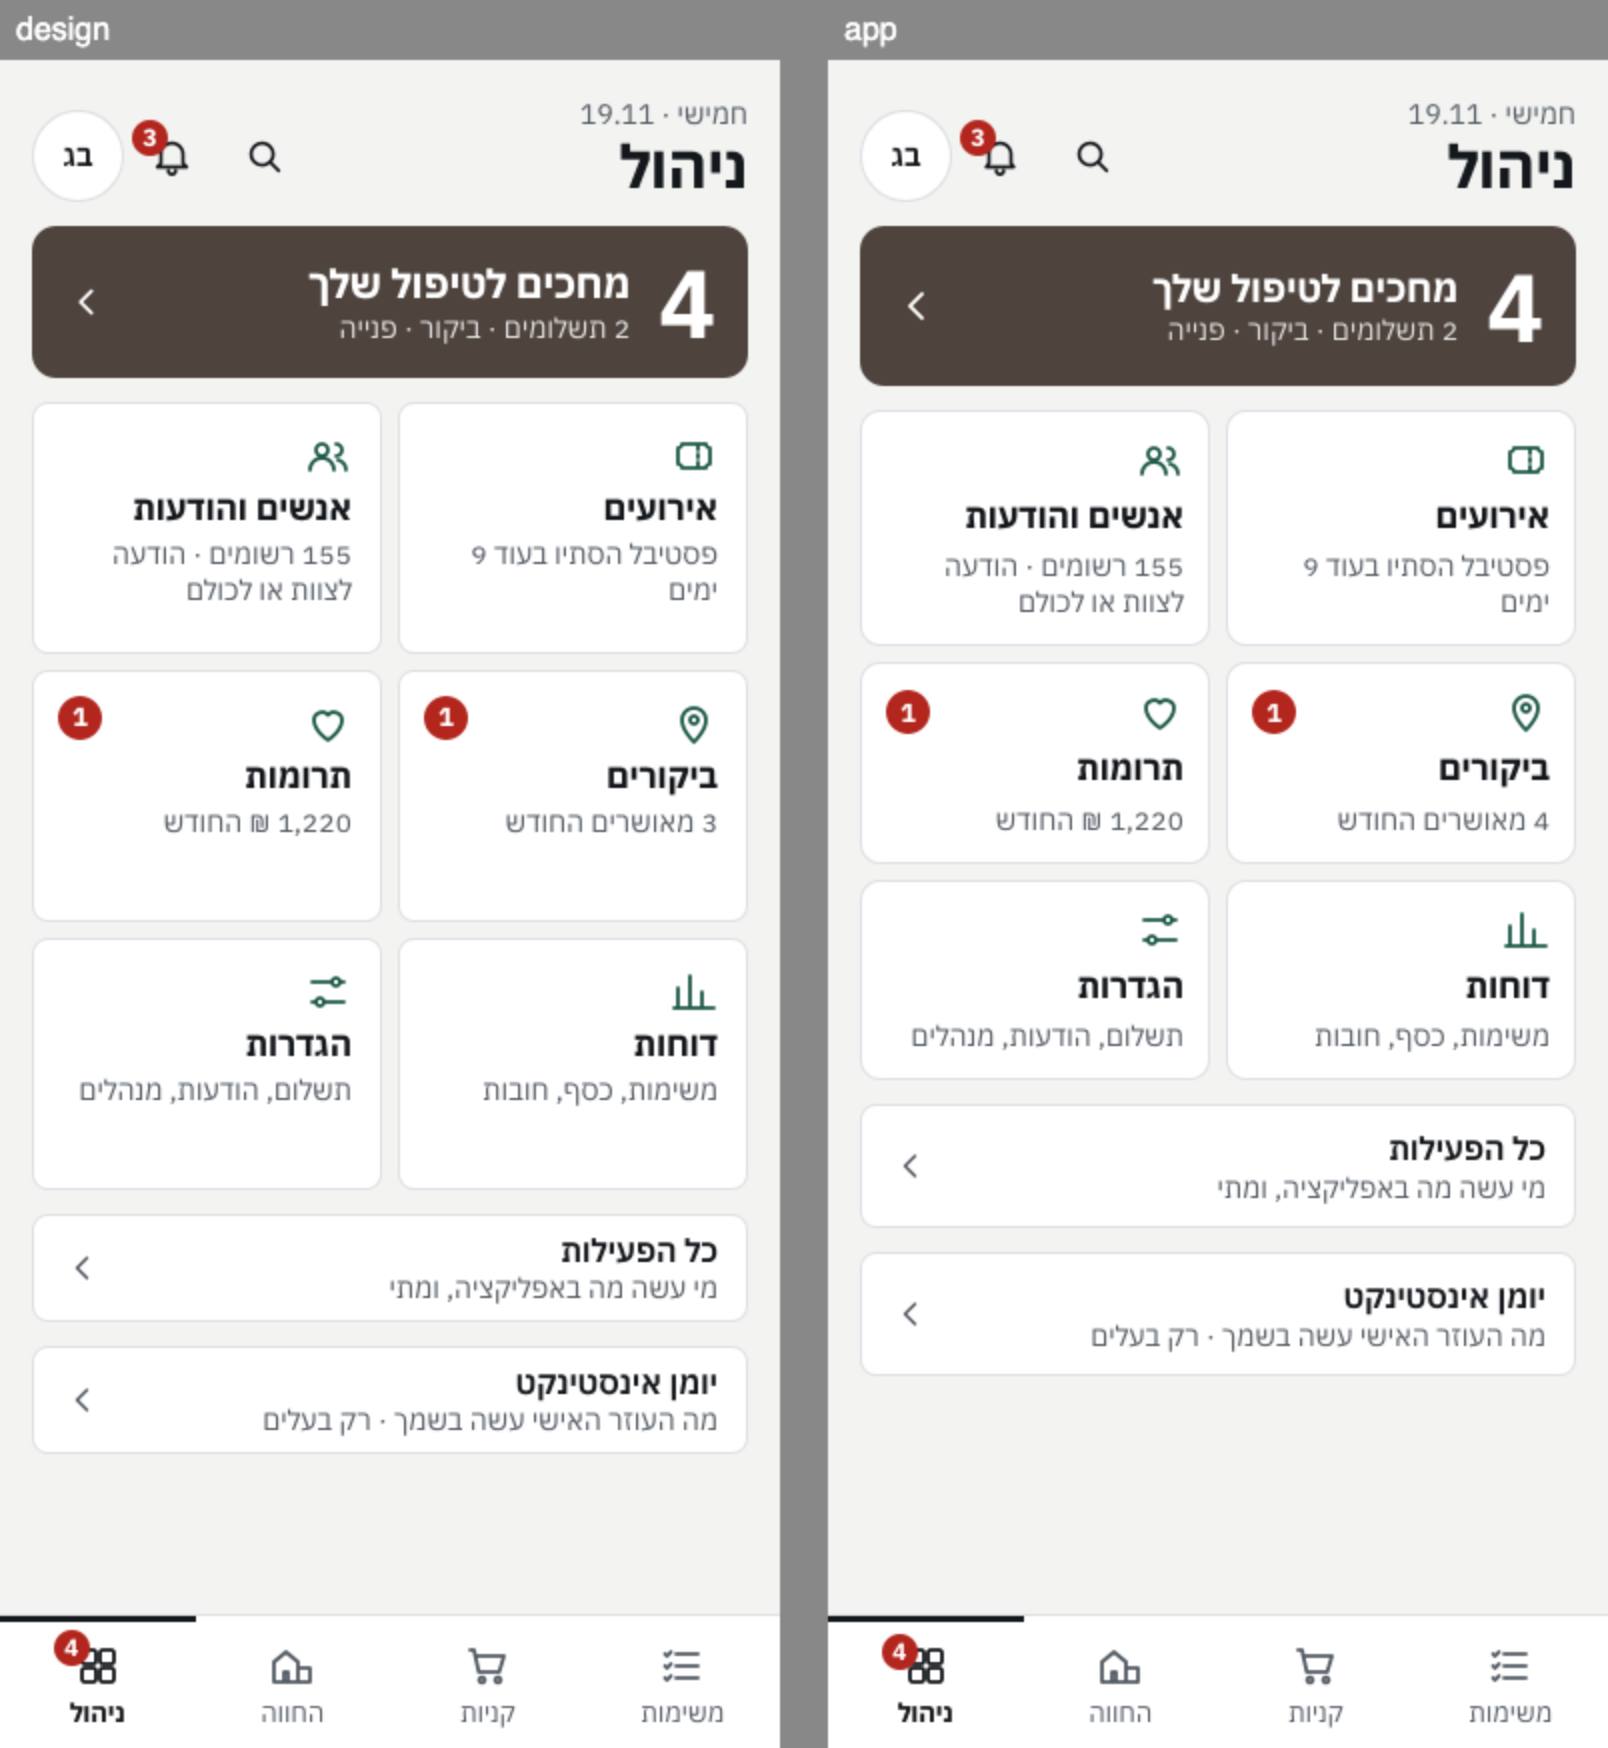 design
חמישי · 19.11
ניהול
3
בג
4
מחכים לטיפול שלך
2 תשלומים · ביקור · פנייה
אירועים
פסטיבל הסתיו בעוד 9
ימים
אנשים והודעות
155 רשומים · הודעה
לצוות או לכולם
1
ביקורים
3 מאושרים החודש
1
תרומות
1,220 ₪ החודש
דוחות
משימות, כסף, חובות
הגדרות
תשלום, הודעות, מנהלים
כל הפעילות
מי עשה מה באפליקציה, ומתי
יומן אינסטינקט
מה העוזר האישי עשה בשמך · רק בעלים
משימות
קניות
החווה
4
ניהול
app
חמישי · 19.11
ניהול
3
בג
4
מחכים לטיפול שלך
2 תשלומים · ביקור · פנייה
אירועים
פסטיבל הסתיו בעוד 9
ימים
אנשים והודעות
155 רשומים · הודעה
לצוות או לכולם
1
ביקורים
4 מאושרים החודש
1
תרומות
1,220 ₪ החודש
דוחות
משימות, כסף, חובות
הגדרות
תשלום, הודעות, מנהלים
כל הפעילות
מי עשה מה באפליקציה, ומתי
יומן אינסטינקט
מה העוזר האישי עשה בשמך · רק בעלים
משימות
קניות
החווה
4
ניהול